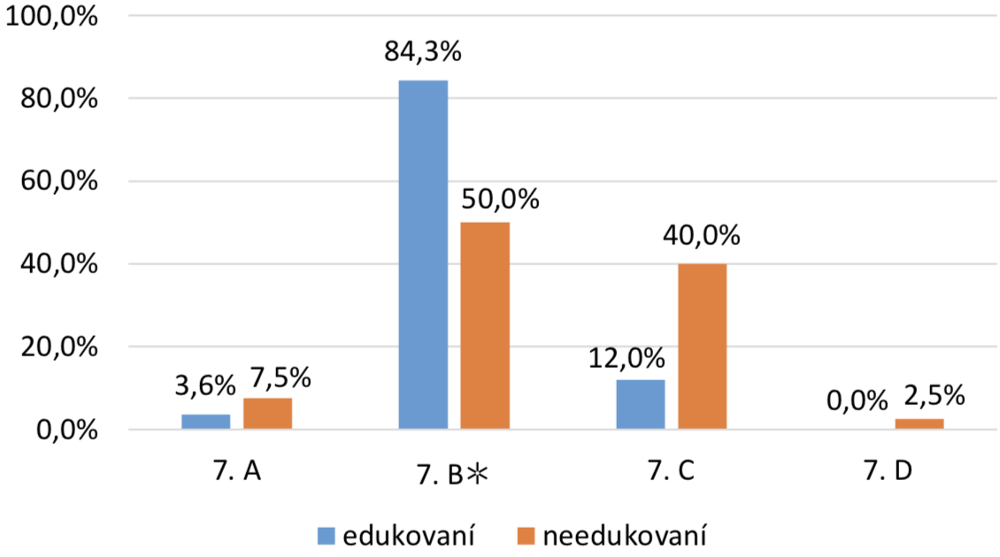 100,0%
80,0%
60,0%
40,0%
20,0%
0,0%
3,6%
7,5%
84,3%
50,0%
12,0%
40,0%
0,0%
2,5%
7. A
7. B*
7. C
7. D
edukovaní
needukovaní